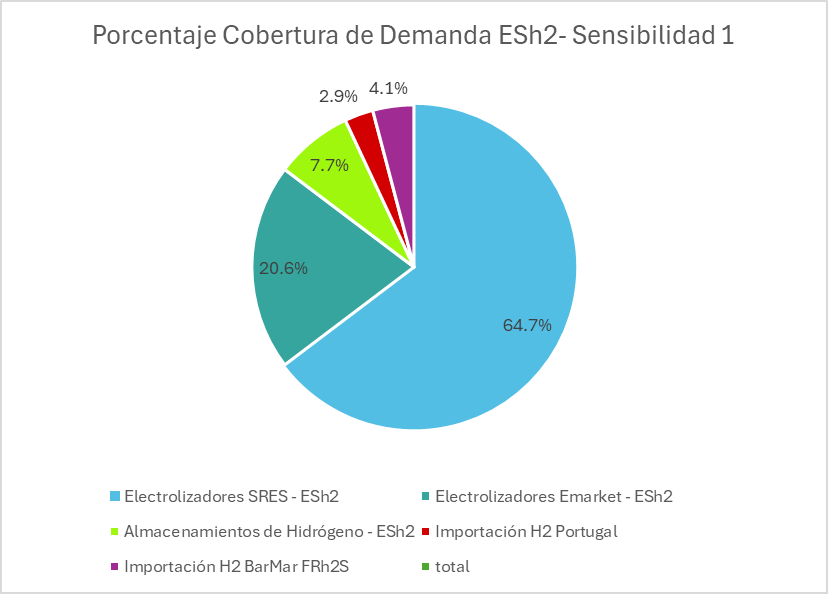 Porcentaje Cobertura de Demanda ESh2- Sensibilidad 1
2.9%
4.1%
7.7%
20.6%
64.7%
Electrolizadores SRES - ESh2
Electrolizadores Emarket - ESh2
Almacenamientos de Hidrógeno - ESh2
Importación H2 Portugal
Importación H2 BarMar FRh2S
total